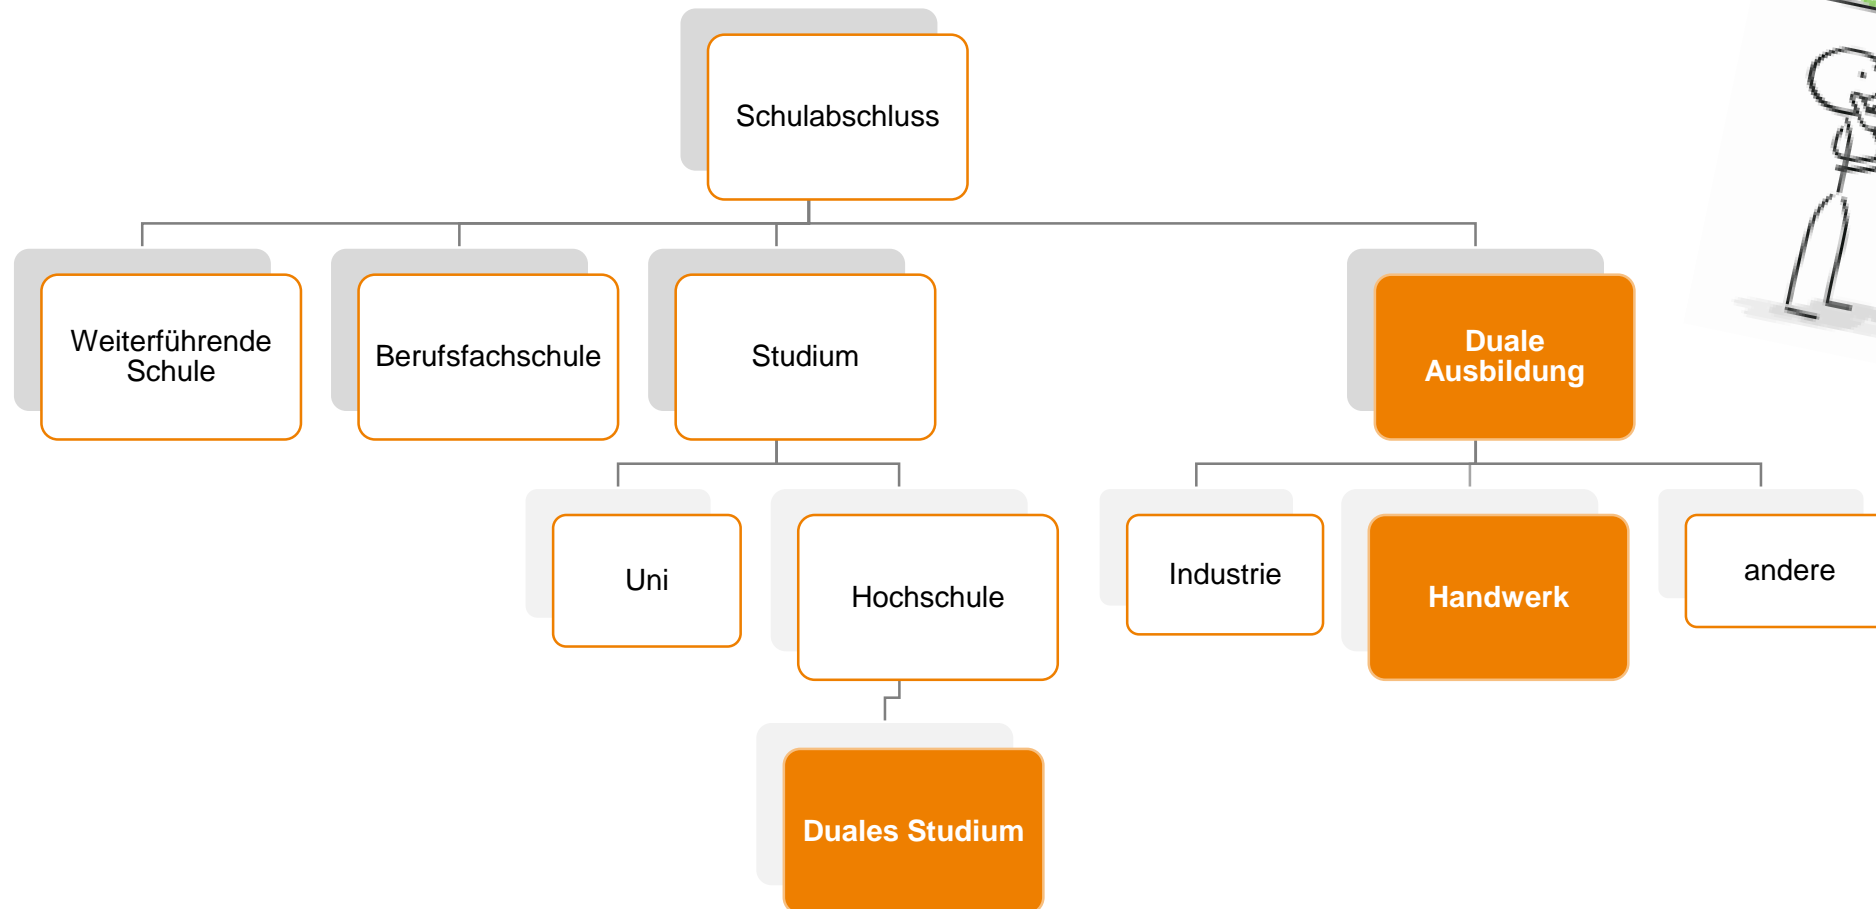 Schulabschluss
Weiterführende
Schule
Berufsfachschule
Studium
Duale
Ausbildung
Uni
Hochschule
Industrie
Handwerk
andere
Duales Studium